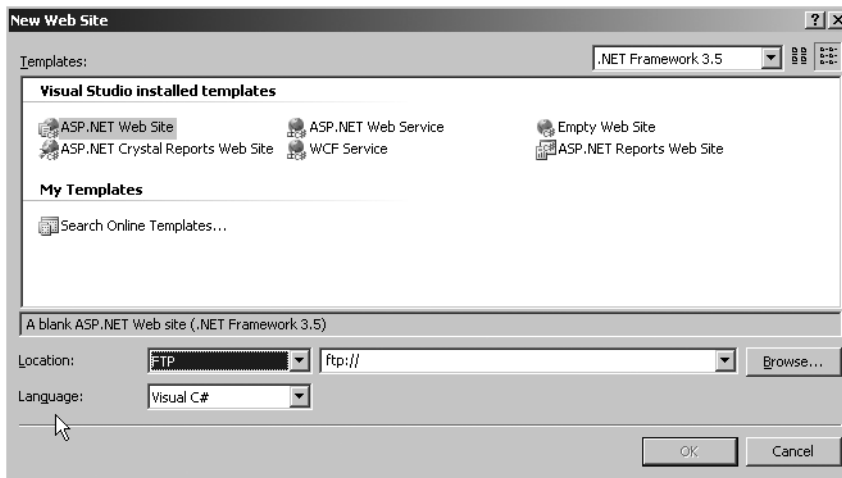 New Web Site
Templates:
.NET Framework 3.5
Visual Studio installed templates
ASP.NET Web Site
ASP.NET Web Service
Empty Web Site
ASP.NET Crystal Reports Web Site
WCF Service
ASP.NET Reports Web Site
My Templates
Search Online Templates...
A blank ASP.NET Web site (.NET Framework 3.5)
Location:
FTP
ftp://
Browse...
Language:
Visual C#
OK
Cancel